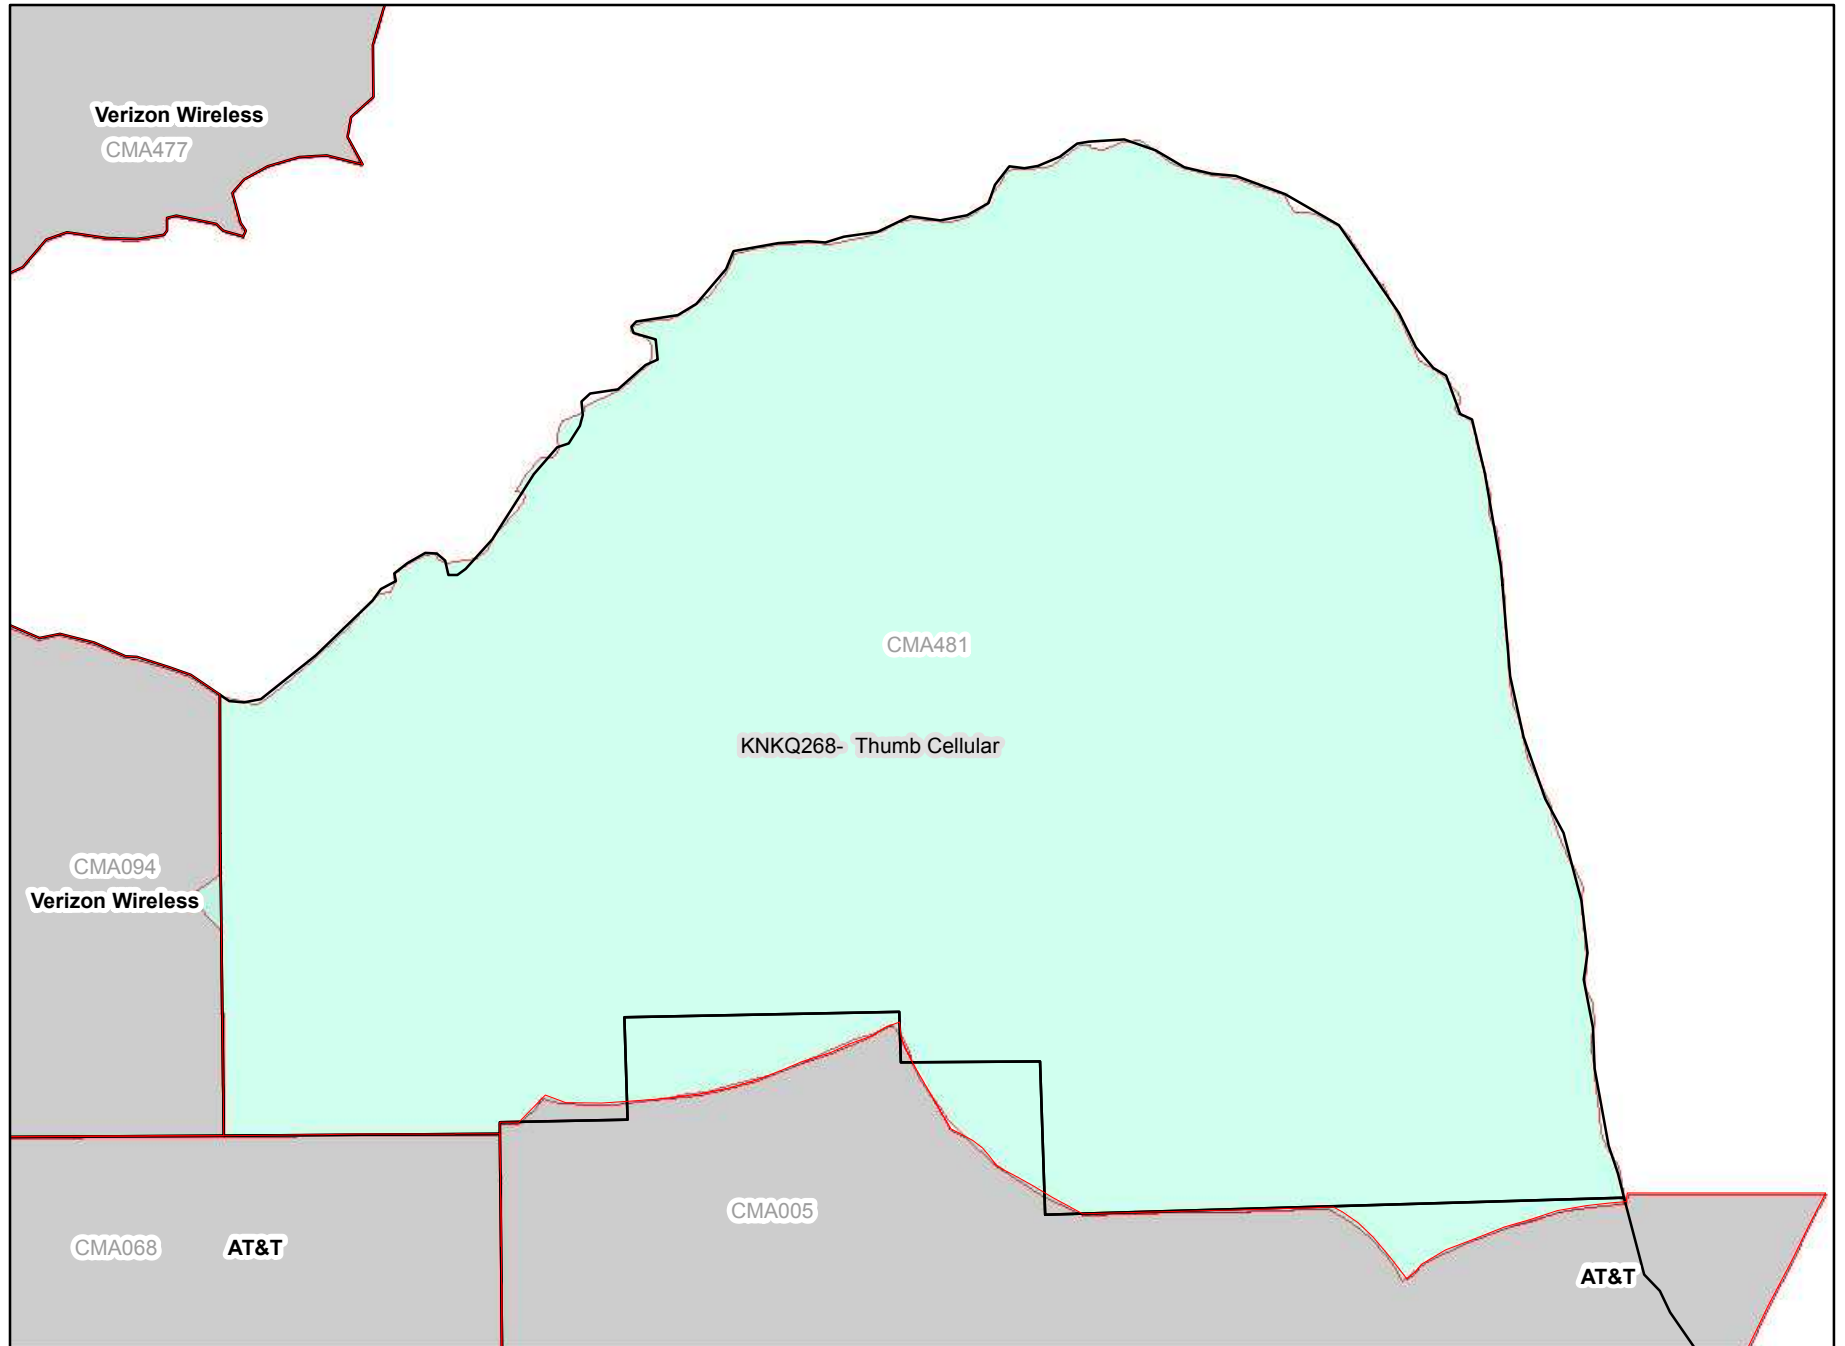 Verizon Wireless
CMA477
CMA481
KNKQ268-  Thumb Cellular
CMA094
Verizon Wireless
CMA005
CMA068
AT&T
AT&T